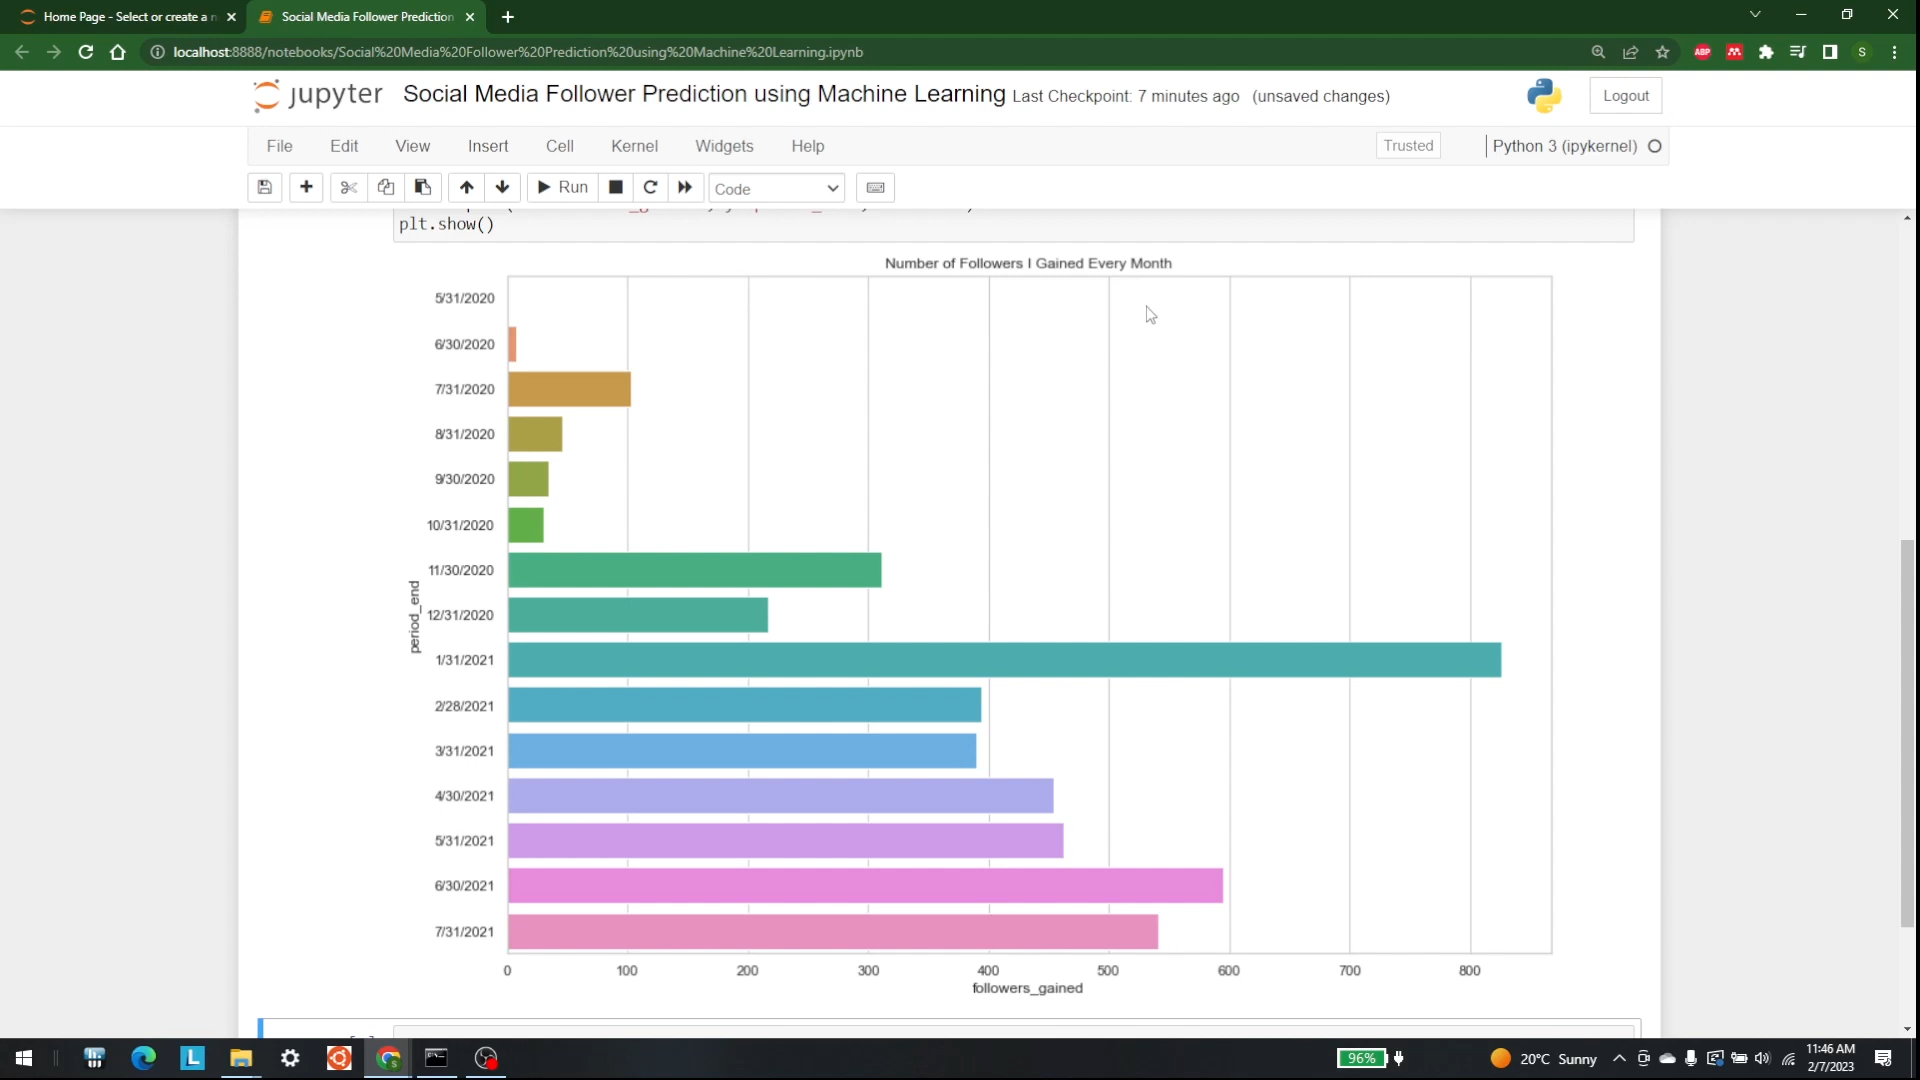 Home Page - Select or create a n
Social Media Follower Prediction
localhost:8888/notebooks/Social%20Media%20Follower%20Prediction%20using%20Machine%20Learning.ipynb
ABP
S
jupyter
Social Media Follower Prediction using Machine Learning Last Checkpoint: 7 minutes ago (unsaved changes)
Logout
File Edit View Insert Cell Kernel Widgets Help
Trusted
Python 3 (ipykernel)
Run
Code
plt.show()
Number of Followers I Gained Every Month
5/31/2020
6/30/2020
7/31/2020
8/31/2020
9/30/2020
10/31/2020
11/30/2020
period_end
12/31/2020
1/31/2021
2/28/2021
3/31/2021
4/30/2021
5/31/2021
6/30/2021
7/31/2021
0 100 200 300 400 500 600 700 800
followers_gained
L
S
96%
20°C Sunny
11:46 AM
2/7/2023